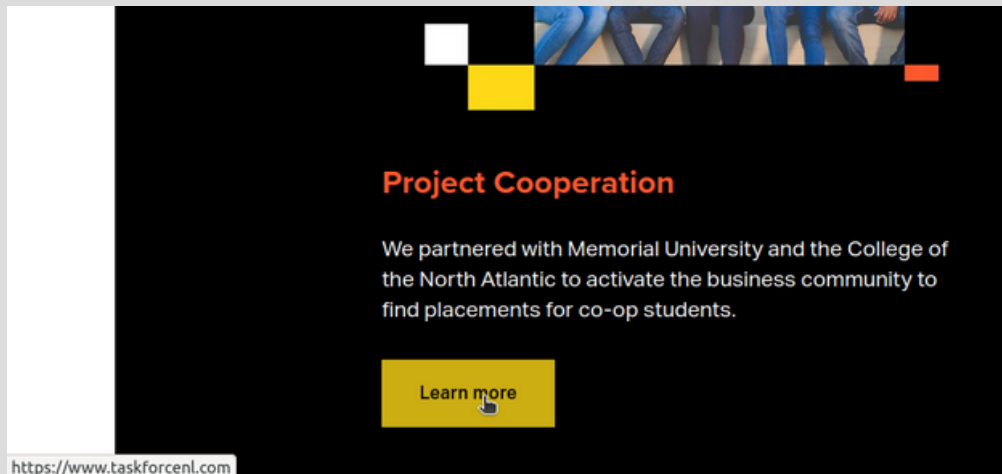 Project Cooperation
We partnered with Memorial University and the College of
the North Atlantic to activate the business community to
find placements for co-op students.
Learn more
https://www.taskforcenl.com